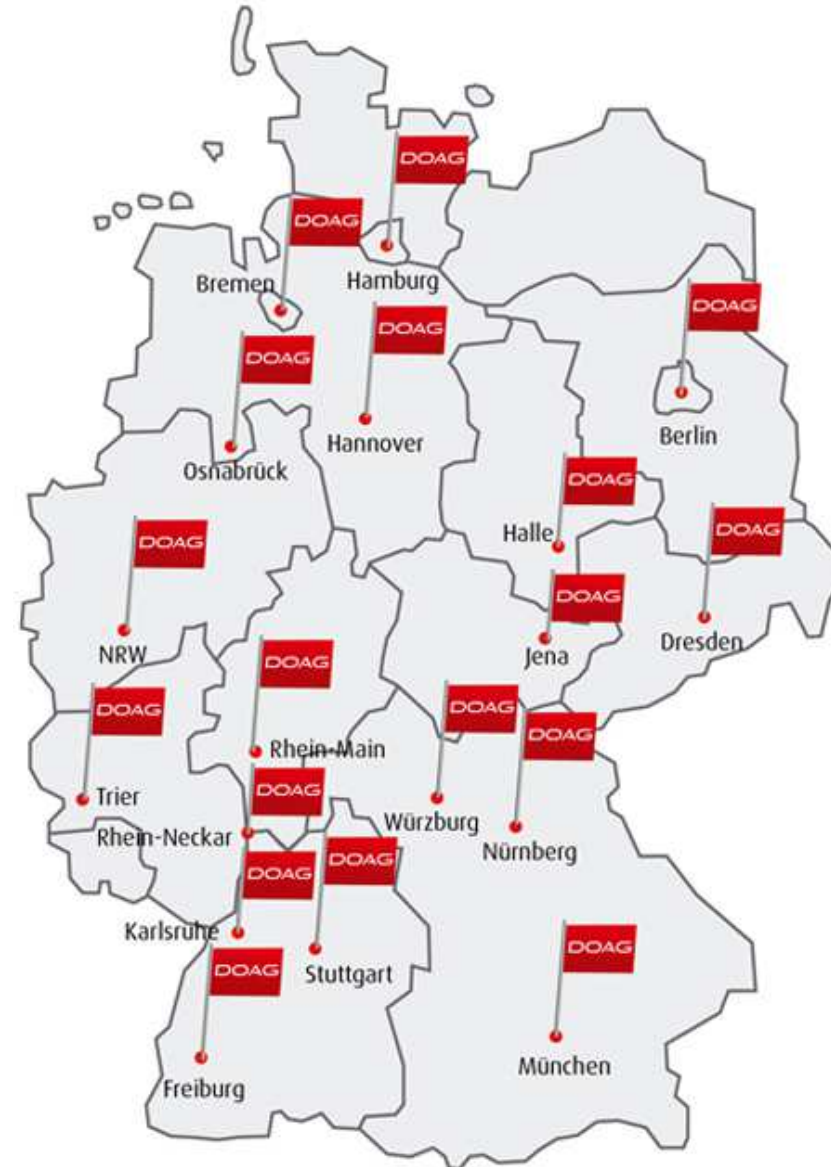 DOAG
Hamburg
DOAG
Bremen
DOAG
Hannover
DOAG
Osnabrück
DOAG
Berlin
DOAG
Halle
DOAG
Dresden
DOAG
NRW
DOAG
Jena
DOAG
Rhein-Main
DOAG
Trier
DOAG
Würzburg
DOAG
Nürnberg
DOAG
Rhein-Neckar
DOAG
Karlsruhe
DOAG
Stuttgart
DOAG
Freiburg
DOAG
München